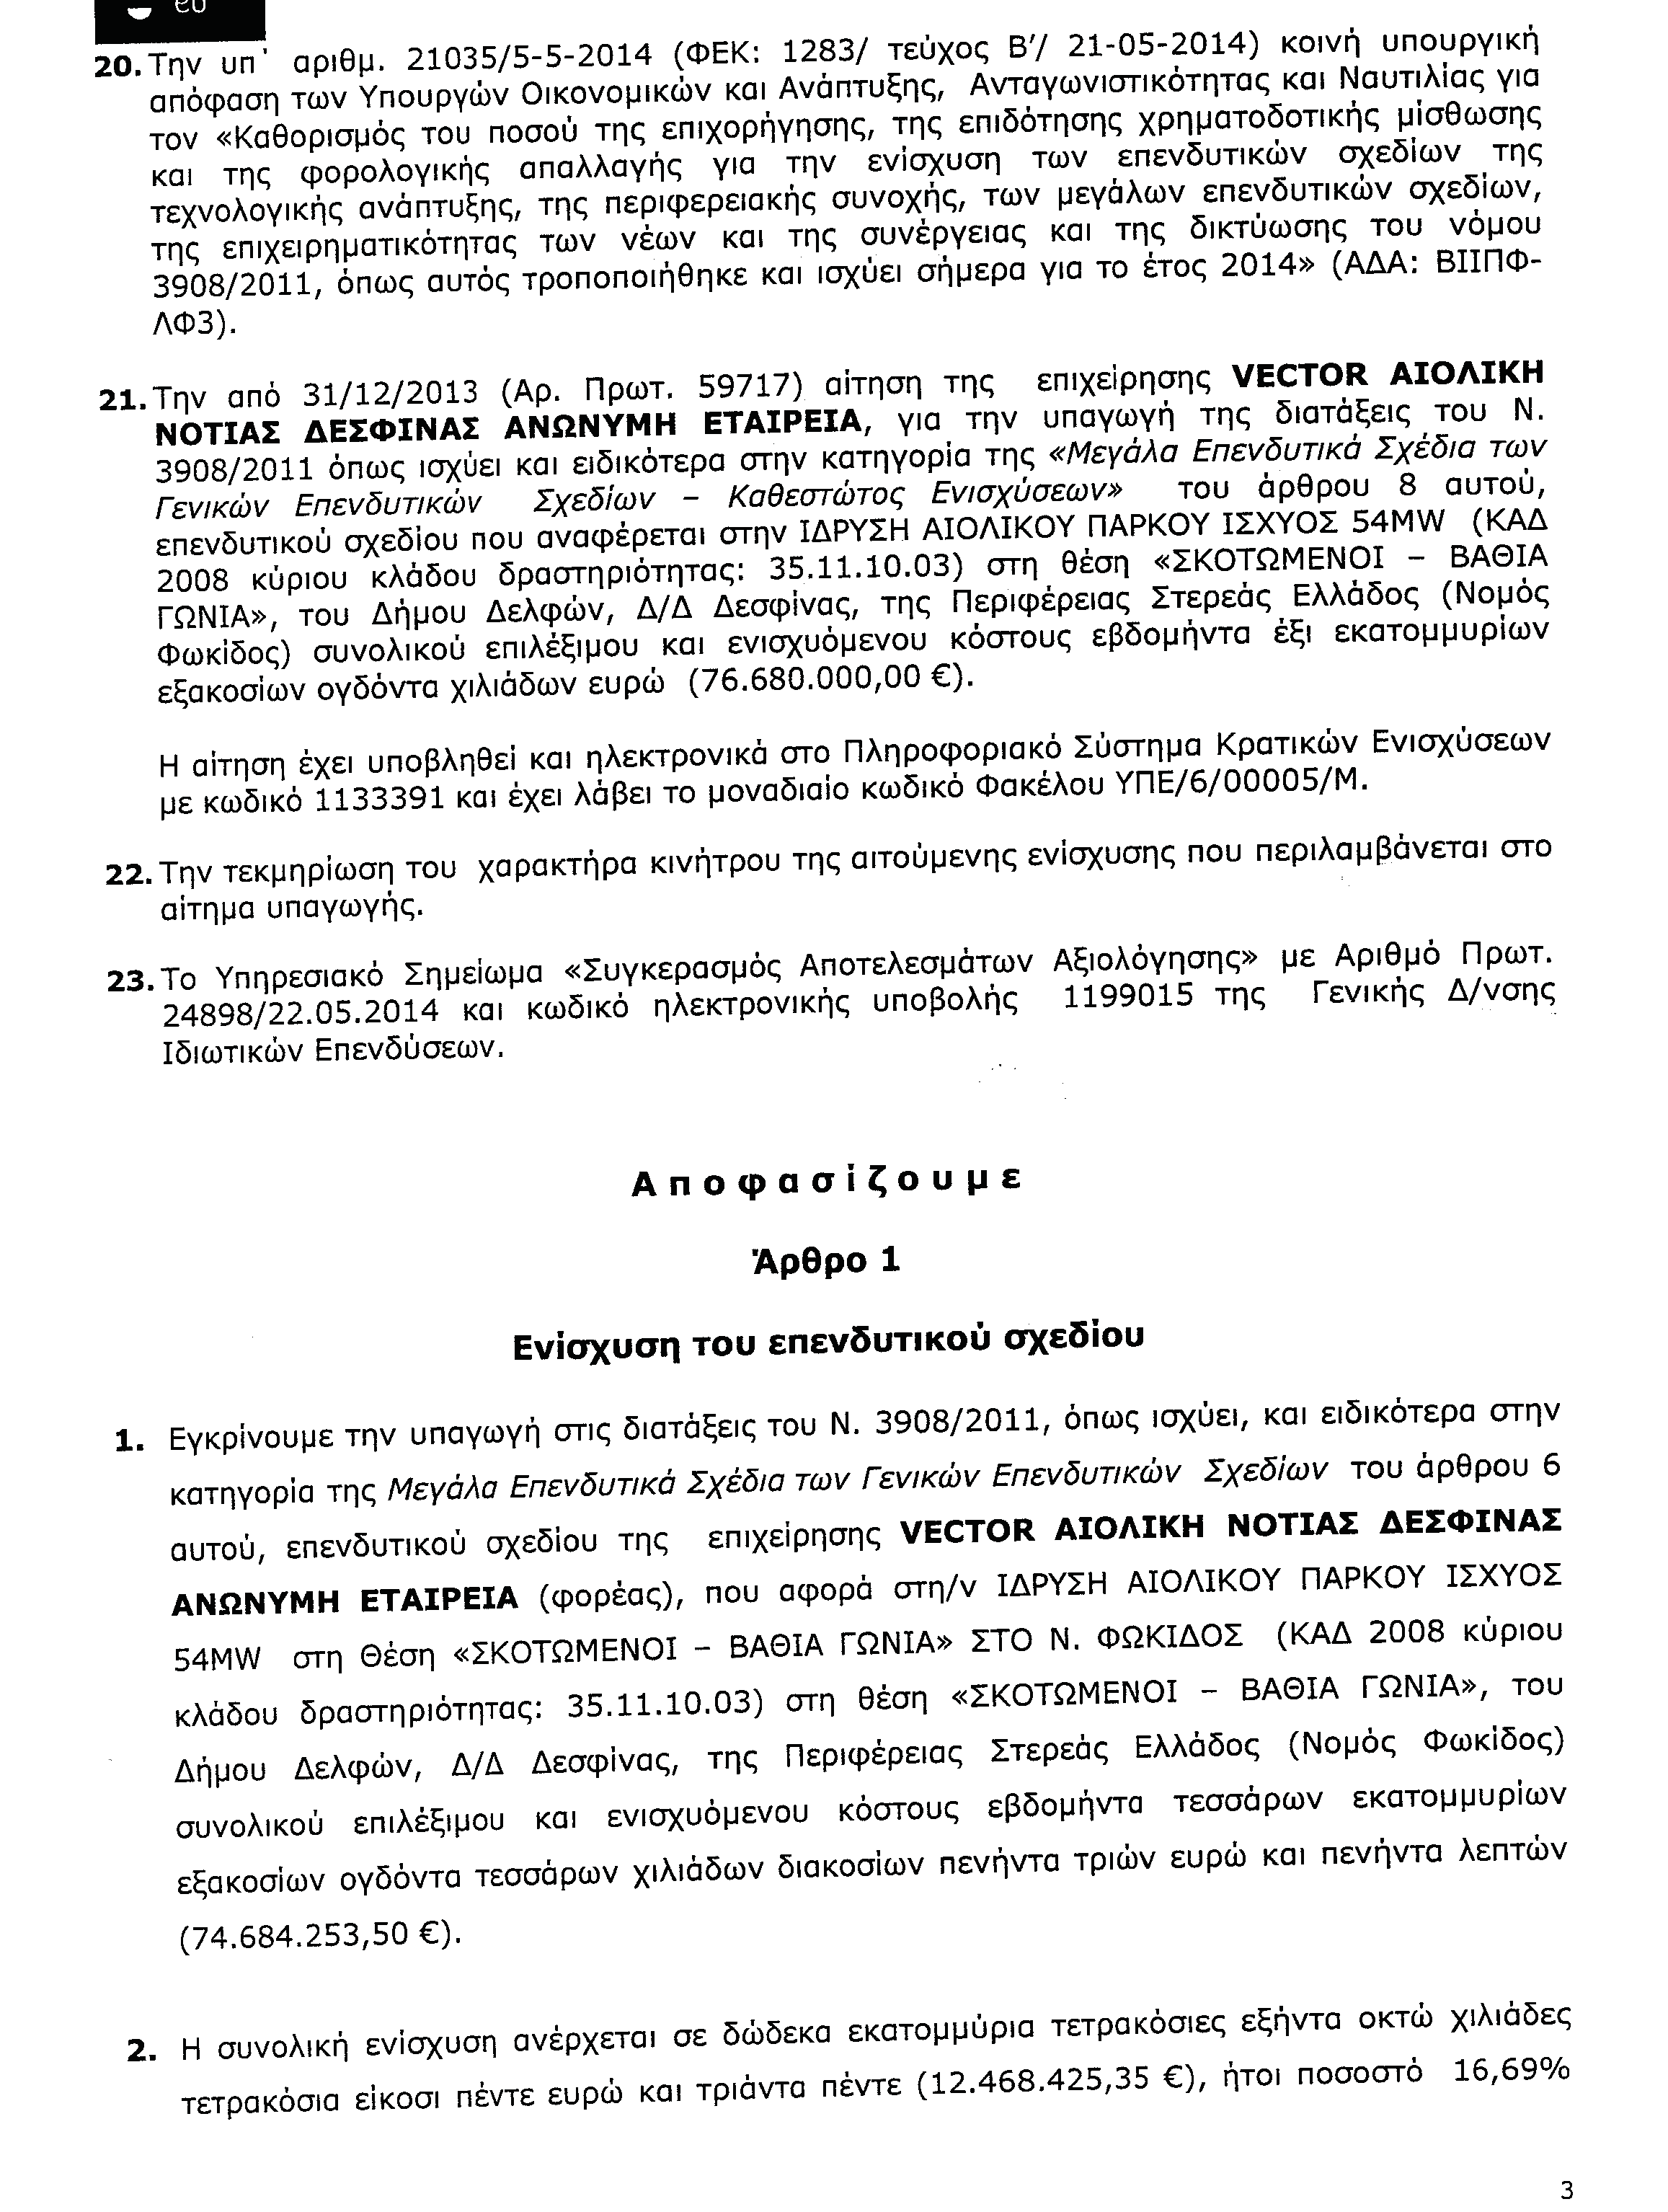 20. Την υπ' αριθμ. 21035/5-5-2014 (ΦΕΚ: 1283/ τεύχος Β'/ 21-05-2014) κοινή υπουργική
απόφαση των Υπουργών Οικονομικών και Ανάπτυξης, Ανταγωνιστικότητας και Ναυτιλίας για
τον «Καθορισμός του ποσού της επιχορήγησης, της επιδότησης χρηματοδοτικής μίσθωσης
και της φορολογικής απαλλαγής για την ενίσχυση των επενδυτικών σχεδίων της
τεχνολογικής ανάπτυξης, της περιφερειακής συνοχής, των μεγάλων επενδυτικών σχεδίων,
της επιχειρηματικότητας των νέων και της συνέργειας και της δικτύωσης του νόμου
3908/2011, όπως αυτός τροποποιήθηκε και ισχύει σήμερα για το έτος 2014» (ΑΔΑ: ΒΙΙΠΦ-
ΛΦ3).
21. Την από 31/12/2013 (Αρ. Πρωτ. 59717) αίτηση της επιχείρησης VECTOR ΑΙΟΛΙΚΗ
ΝΟΤΙΑΣ ΔΕΣΦΙΝΑΣ ΑΝΩΝΥΜΗ ΕΤΑΙΡΕΙΑ, για την υπαγωγή της διατάξεις του Ν.
3908/2011 όπως ισχύει και ειδικότερα στην κατηγορία της «Μεγάλα Επενδυτικά Σχέδια των
Γενικών Επενδυτικών Σχεδίων – Καθεστώτος Ενισχύσεων» του άρθρου 8 αυτού,
επενδυτικού σχεδίου που αναφέρεται στην ΙΔΡΥΣΗ ΑΙΟΛΙΚΟΥ ΠΑΡΚΟΥ ΙΣΧΥΟΣ 54MW (ΚΑΔ
2008 κύριου κλάδου δραστηριότητας: 35.11.10.03) στη θέση «ΣΚΟΤΩΜΕΝΟΙ – ΒΑΘΙΑ
ΓΩΝΙΑ», του Δήμου Δελφών, Δ/Δ Δεσφίνας, της Περιφέρειας Στερεάς Ελλάδος (Νομός
Φωκίδος) συνολικού επιλέξιμου και ενισχυόμενου κόστους εβδομήντα έξι εκατομμυρίων
εξακοσίων ογδόντα χιλιάδων ευρώ (76.680.000,00 €).
Η αίτηση έχει υποβληθεί και ηλεκτρονικά στο Πληροφοριακό Σύστημα Κρατικών Ενισχύσεων
με κωδικό 1133391 και έχει λάβει το μοναδιαίο κωδικό Φακέλου ΥΠΕ/6/00005/Μ.
22. Την τεκμηρίωση του χαρακτήρα κινήτρου της αιτούμενης ενίσχυσης που περιλαμβάνεται στο
αίτημα υπαγωγής.
23. Το Υπηρεσιακό Σημείωμα «Συγκερασμός Αποτελεσμάτων Αξιολόγησης» με Αριθμό Πρωτ.
24898/22.05.2014 και κωδικό ηλεκτρονικής υποβολής 1199015 της Γενικής Δ/νσης
Ιδιωτικών Επενδύσεων.
Α π ο φ α σ ί ζ ο υ μ ε
Άρθρο 1
Ενίσχυση του επενδυτικού σχεδίου
1. Εγκρίνουμε την υπαγωγή στις διατάξεις του Ν. 3908/2011, όπως ισχύει, και ειδικότερα στην
κατηγορία της Μεγάλα Επενδυτικά Σχέδια των Γενικών Επενδυτικών Σχεδίων του άρθρου 6
αυτού, επενδυτικού σχεδίου της επιχείρησης VECTOR ΑΙΟΛΙΚΗ ΝΟΤΙΑΣ ΔΕΣΦΙΝΑΣ
ΑΝΩΝΥΜΗ ΕΤΑΙΡΕΙΑ (φορέας), που αφορά στη/ν ΙΔΡΥΣΗ ΑΙΟΛΙΚΟΥ ΠΑΡΚΟΥ ΙΣΧΥΟΣ
54MW στη Θέση «ΣΚΟΤΩΜΕΝΟΙ – ΒΑΘΙΑ ΓΩΝΙΑ» ΣΤΟ Ν. ΦΩΚΙΔΟΣ (ΚΑΔ 2008 κύριου
κλάδου δραστηριότητας: 35.11.10.03) στη θέση «ΣΚΟΤΩΜΕΝΟΙ – ΒΑΘΙΑ ΓΩΝΙΑ», του
Δήμου Δελφών, Δ/Δ Δεσφίνας, της Περιφέρειας Στερεάς Ελλάδος (Νομός Φωκίδος)
συνολικού επιλέξιμου και ενισχυόμενου κόστους εβδομήντα τεσσάρων εκατομμυρίων
εξακοσίων ογδόντα τεσσάρων χιλιάδων διακοσίων πενήντα τριών ευρώ και πενήντα λεπτών
(74.684.253,50 €).
2. Η συνολική ενίσχυση ανέρχεται σε δώδεκα εκατομμύρια τετρακόσιες εξήντα οκτώ χιλιάδες
τετρακόσια είκοσι πέντε ευρώ και τριάντα πέντε (12.468.425,35 €), ήτοι ποσοστό 16,69%
3